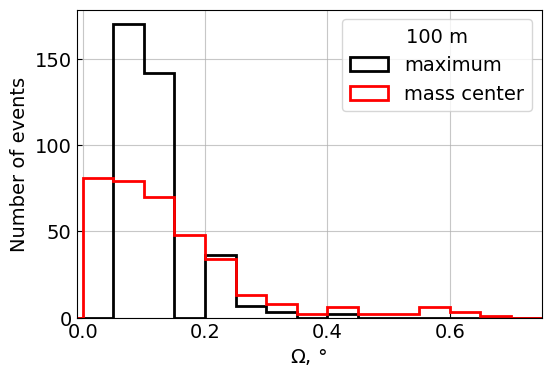 100 m
maximum
mass center
Number of events
150
100
50
0
0.0 0.2 0.4 0.6
Ω, °